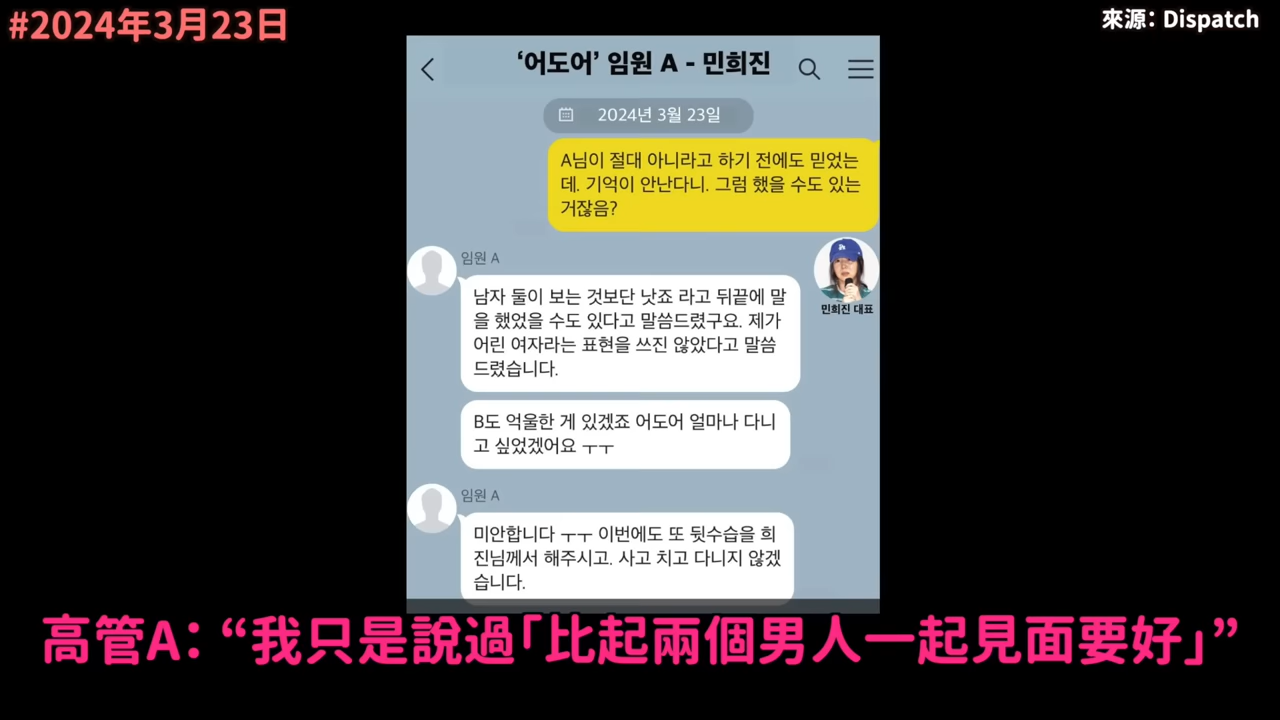 #2024年3月23日
來源：Dispatch
‘어도어’ 임원 A - 민희진
2024년 3월 23일
A님이 절대 아니라고 하기 전에도 믿었는
데. 기억이 안난다니. 그럼 했을 수도 있는
거잖음?
민희진 대표
임원 A
남자 둘이 보는 것보단 낫죠 라고 뒤끝에 말
을 했었을 수도 있다고 말씀드렸구요. 제가
어린 여자라는 표현을 쓰진 않았다고 말씀
드렸습니다.
B도 억울한 게 있겠죠 어도어 얼마나 다니
고 싶었겠어요 ㅜㅜ
임원 A
미안합니다 ㅜㅜ 이번에도 또 뒷수습을 희
진님께서 해주시고. 사고 치고 다니지 않겠
습니다.
高管A：“我只是說過「比起兩個男人一起見面要好」”